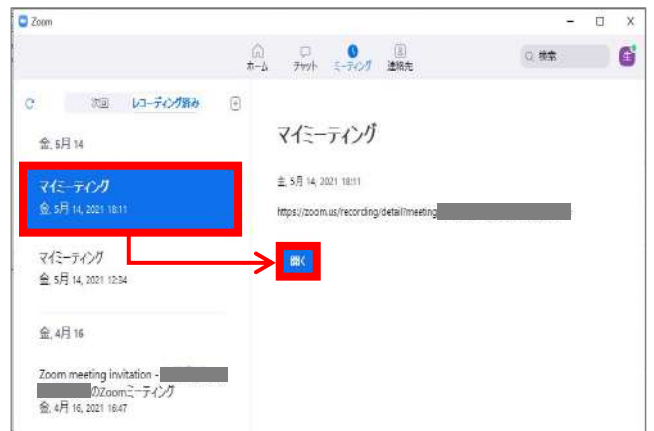 Zoom
ホーム チャット ミーティング 連絡先
検索
生
次回 レコーディング済み
金, 5月 14
マイミーティング
金, 5月 14, 2021 18:11
マイミーティング
金, 5月 14, 2021 12:34
金, 4月 16
Zoom meeting invitation -
のZoomミーティング
金, 4月 16, 2021 16:47
マイミーティング
金, 5月 14, 2021 18:11
https://zoom.us/recording/detail?meeting
開く